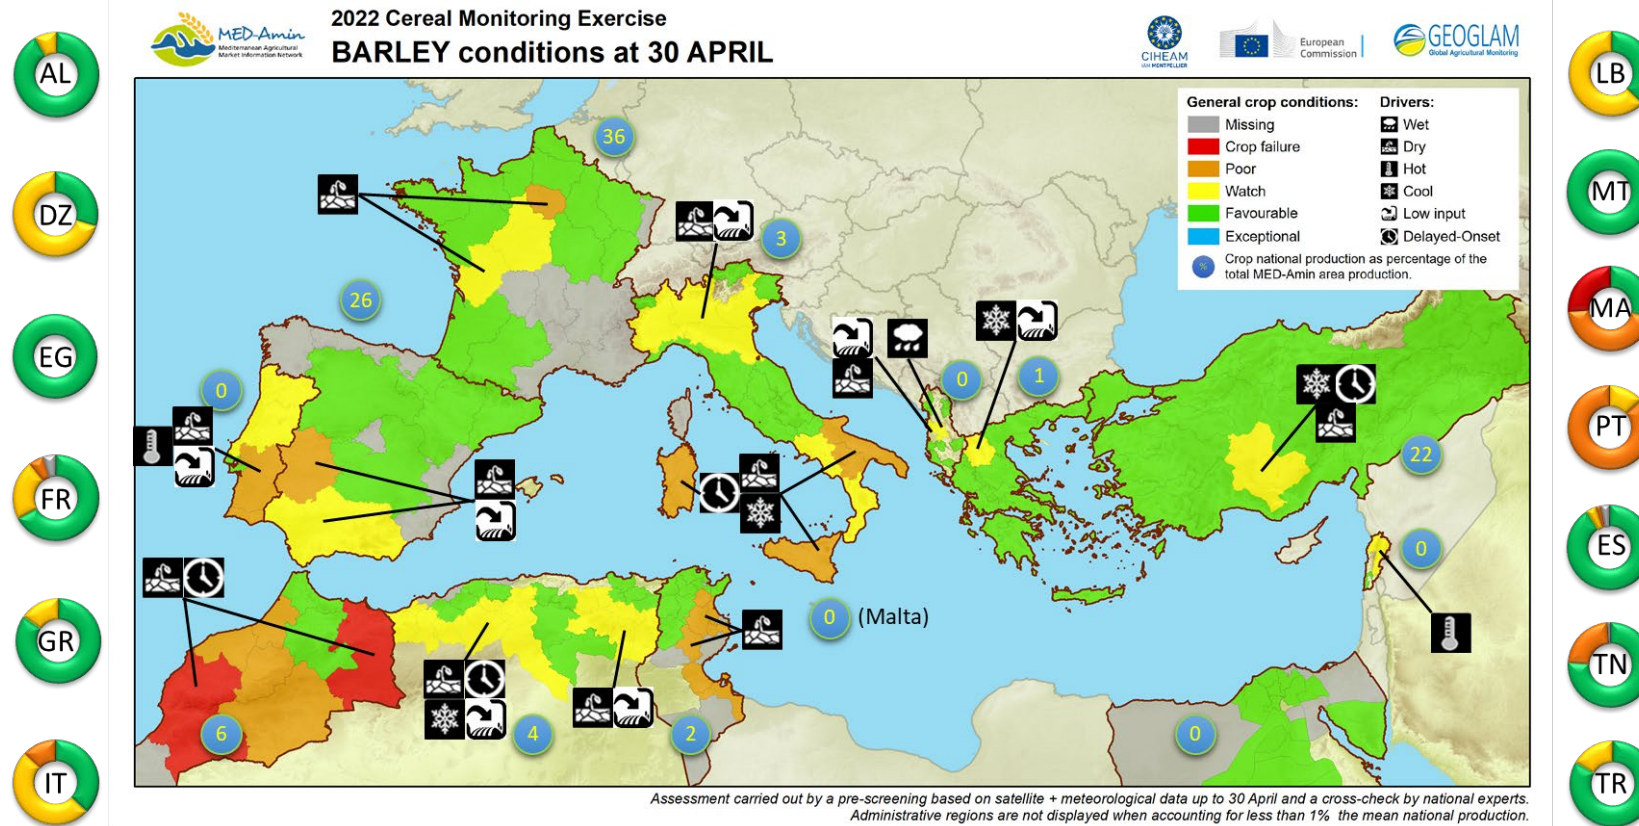 MED-Amin
Mediterranean Agricultural
Market Information Network
2022 Cereal Monitoring Exercise
BARLEY conditions at 30 APRIL
CIHEAM
IAM MONTPELLIER
European
Commission
GEOGLAM
Global Agricultural Monitoring
General crop conditions:
Missing
Crop failure
Poor
Watch
Favourable
Exceptional
Drivers:
Wet
Dry
Hot
Cool
Low input
Delayed-Onset
%
Crop national production as percentage of the
total MED-Amin area production.
AL
DZ
EG
FR
GR
IT
36
3
26
0
0
1
22
0
0 (Malta)
6
4
2
0
LB
MT
MA
PT
ES
TN
TR
Assessment carried out by a pre-screening based on satellite + meteorological data up to 30 April and a cross-check by national experts.
Administrative regions are not displayed when accounting for less than 1% the mean national production.